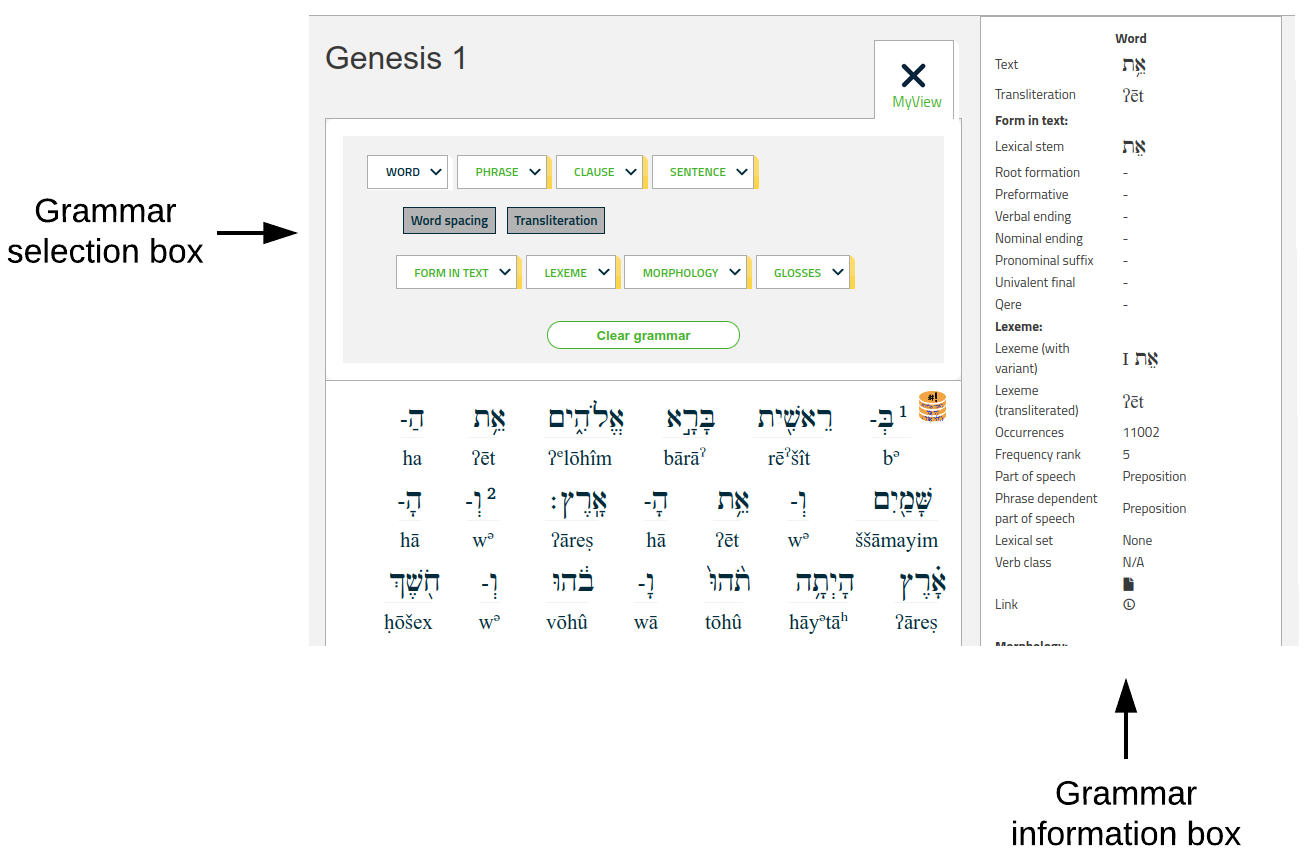 Genesis 1
MyView
WORD PHRASE CLAUSE SENTENCE
Word spacing Transliteration
FORM IN TEXT LEXEME MORPHOLOGY GLOSSES
Clear grammar
#!
1 בְּ- רֵאשִׁ֖ית בָּרָ֣א אֱלֹהִ֑ים אֵ֥ת הַ-
bᵊ rēˀšît bārāˀ ʔᵉlōhîm ʔēt ha
שָּׁמַ֖יִם וְ- אֵ֥ת הָ- אָֽרֶץ׃ 2 וְ- הָ-
ššāmayim wᵊ ʔēt hā ʔāreṣ wᵊ hā
אָ֗רֶץ הָיְתָ֥ה תֹ֨הוּ֙ וָ- בֹ֔הוּ וְ- חֹ֖שֶׁךְ
ʔāreṣ hāyᵊtāʰ tōhû wā vōhû wᵊ ḥōšex
Grammar
selection box
Word
Text אֵ֥ת
Transliteration ʔēt
Form in text:
Lexical stem אֵת
Root formation -
Preformative -
Verbal ending -
Nominal ending -
Pronominal suffix -
Univalent final -
Qere -
Lexeme:
Lexeme (with
variant) אֵת I
Lexeme
(transliterated) ʔēt
Occurrences 11002
Frequency rank 5
Part of speech Preposition
Phrase dependent
part of speech Preposition
Lexical set None
Verb class N/A
Link L
Morphology:
Grammar
information box